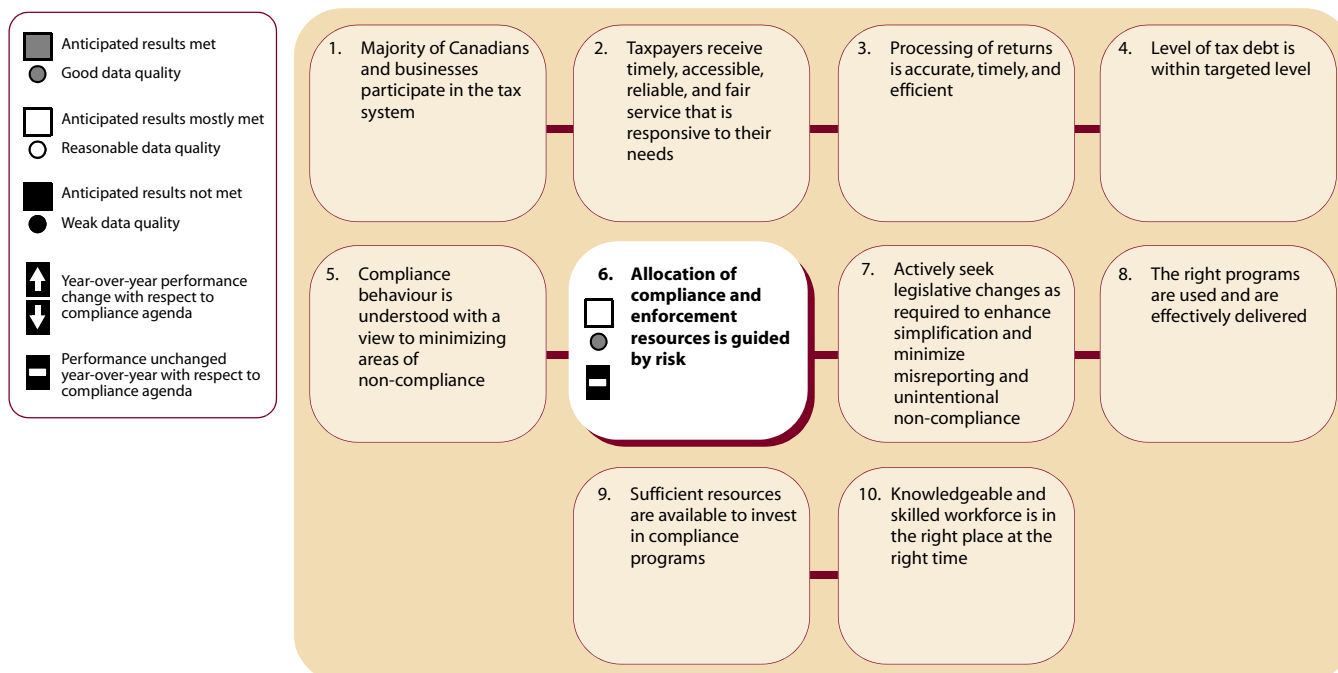 Anticipated results met
Good data quality
Anticipated results mostly met
Reasonable data quality
Anticipated results not met
Weak data quality
Year-over-year performance
change with respect to
compliance agenda
Performance unchanged
year-over-year with respect to
compliance agenda
1. Majority of Canadians
and businesses
participate in the tax
system
2. Taxpayers receive
timely, accessible,
reliable, and fair
service that is
responsive to their
needs
3. Processing of returns
is accurate, timely, and
efficient
4. Level of tax debt is
within targeted level
5. Compliance
behaviour is
understood with a
view to minimizing
areas of
non-compliance
6. Allocation of
compliance and
enforcement
resources is guided
by risk
7. Actively seek
legislative changes as
required to enhance
simplification and
minimize
misreporting and
unintentional
non-compliance
8. The right programs
are used and are
effectively delivered
9. Sufficient resources
are available to invest
in compliance
programs
10. Knowledgeable and
skilled workforce is in
the right place at the
right time